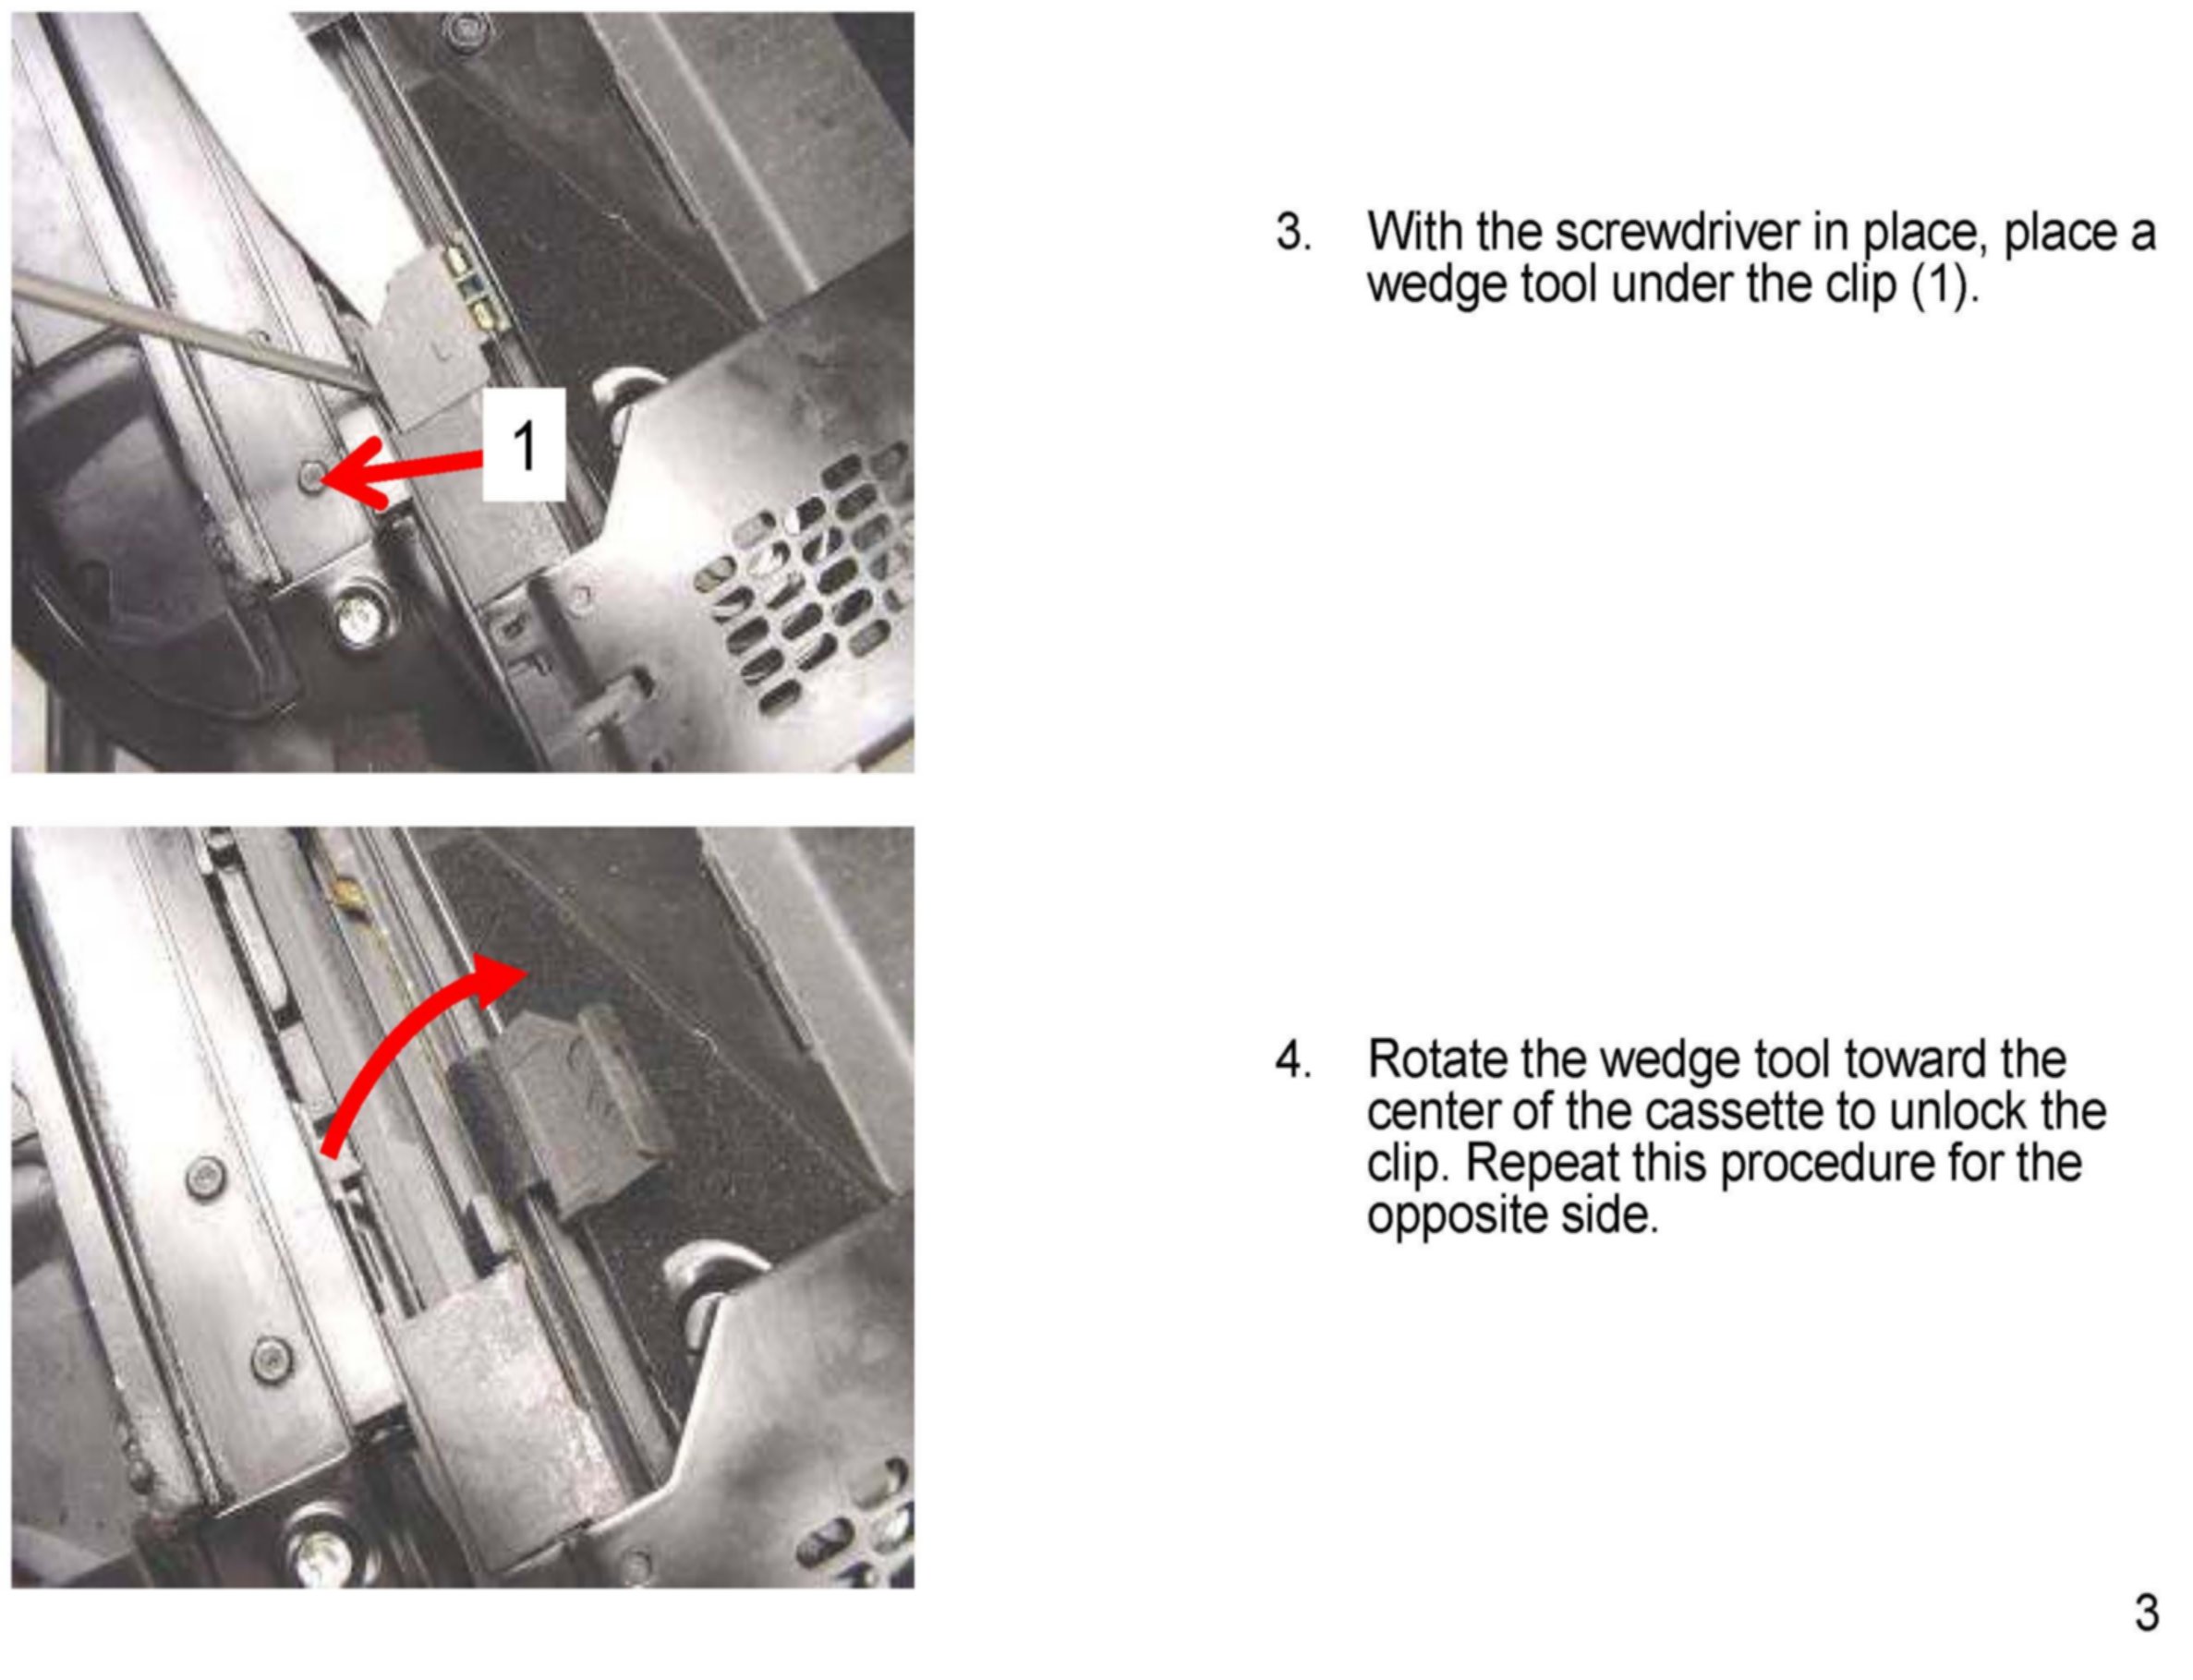 1
3. With the screwdriver in place, place a
wedge tool under the clip (1).
4. Rotate the wedge tool toward the
center of the cassette to unlock the
clip. Repeat this procedure for the
opposite side.
3